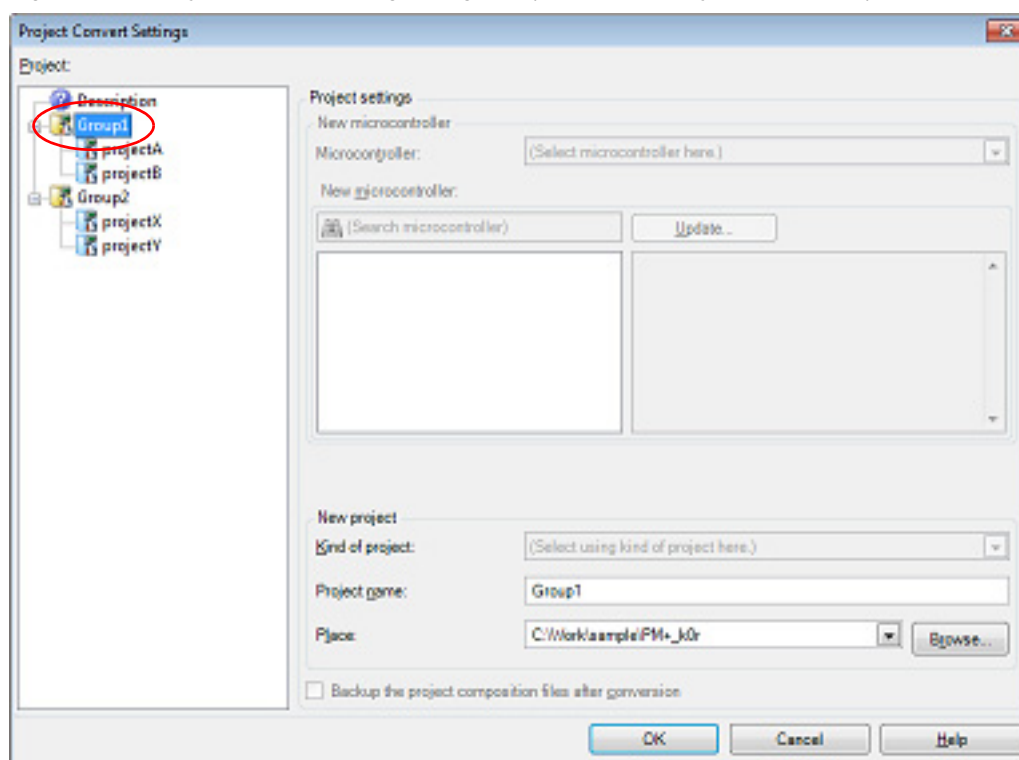 Project Convert Settings
Project:
Description
Group1
projectA
projectB
Group2
projectX
projectY
Project settings
New microcontroller
Microcontroller:
(Select microcontroller here.)
New microcontroller:
(Search microcontroller)
Update...
New project
Kind of project:
(Select using kind of project here.)
Project name:
Group1
Place:
C:\Work\sample\PM+_k0r
Browse...
Backup the project composition files after conversion
OK
Cancel
Help